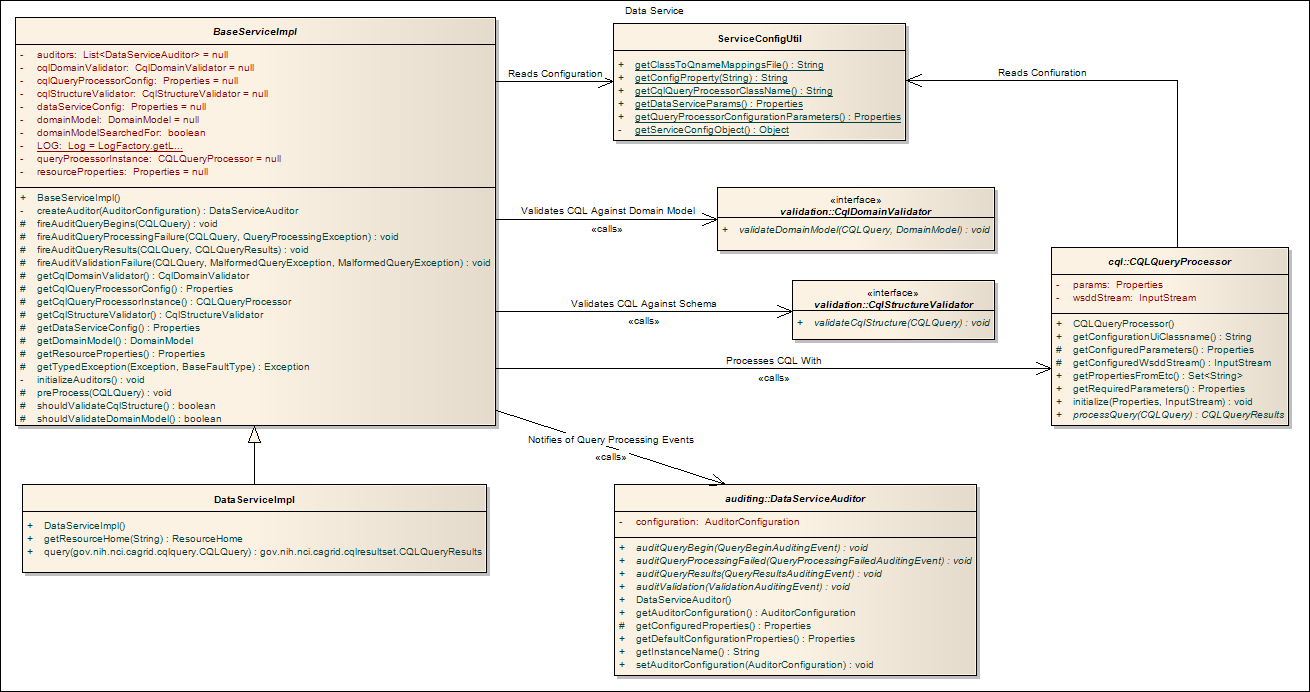 Data Service
BaseServiceImpl
- auditors: List<DataServiceAuditor> = null
- cqlDomainValidator: CqlDomainValidator = null
- cqlQueryProcessorConfig: Properties = null
- cqlStructureValidator: CqlStructureValidator = null
- dataServiceConfig: Properties = null
- domainModel: DomainModel = null
- domainModelSearchedFor: boolean
- LOG: Log = LogFactory.getL...
- queryProcessorInstance: CQLQueryProcessor = null
- resourceProperties: Properties = null
+ BaseServiceImpl()
- createAuditor(AuditorConfiguration) : DataServiceAuditor
# fireAuditQueryBegins(CQLQuery) : void
# fireAuditQueryProcessingFailure(CQLQuery, QueryProcessingException) : void
# fireAuditQueryResults(CQLQuery, CQLQueryResults) : void
# fireAuditValidationFailure(CQLQuery, MalformedQueryException, MalformedQueryException) : void
# getCqlDomainValidator() : CqlDomainValidator
# getCqlQueryProcessorConfig() : Properties
# getCqlQueryProcessorInstance() : CQLQueryProcessor
# getCqlStructureValidator() : CqlStructureValidator
# getDataServiceConfig() : Properties
# getDomainModel() : DomainModel
# getResourceProperties() : Properties
# getTypedException(Exception, BaseFaultType) : Exception
- initializeAuditors() : void
# preProcess(CQLQuery) : void
# shouldValidateCqlStructure() : boolean
# shouldValidateDomainModel() : boolean
Reads Configuration
ServiceConfigUtil
+ getClassToQnameMappingsFile() : String
+ getConfigProperty(String) : String
+ getCqlQueryProcessorClassName() : String
+ getDataServiceParams() : Properties
+ getQueryProcessorConfigurationParameters() : Properties
- getServiceConfigObject() : Object
Reads Confiuration
Validates CQL Against Domain Model
«calls»
«interface»
validation::CqlDomainValidator
+ validateDomainModel(CQLQuery, DomainModel) : void
Validates CQL Against Schema
«calls»
«interface»
validation::CqlStructureValidator
+ validateCqlStructure(CQLQuery) : void
Processes CQL With
«calls»
cql::CQLQueryProcessor
- params: Properties
- wsddStream: InputStream
+ CQLQueryProcessor()
+ getConfigurationUiClassname() : String
# getConfiguredParameters() : Properties
# getConfiguredWsddStream() : InputStream
+ getPropertiesFromEtc() : Set<String>
+ getRequiredParameters() : Properties
+ initialize(Properties, InputStream) : void
+ processQuery(CQLQuery) : CQLQueryResults
Notifies of Query Processing Events
«calls»
DataServiceImpl
+ DataServiceImpl()
+ getResourceHome(String) : ResourceHome
+ query(gov.nih.nci.cagrid.cqlquery.CQLQuery) : gov.nih.nci.cagrid.cqlresultset.CQLQueryResults
auditing::DataServiceAuditor
- configuration: AuditorConfiguration
+ auditQueryBegin(QueryBeginAuditingEvent) : void
+ auditQueryProcessingFailed(QueryProcessingFailedAuditingEvent) : void
+ auditQueryResults(QueryResultsAuditingEvent) : void
+ auditValidation(ValidationAuditingEvent) : void
+ DataServiceAuditor()
+ getAuditorConfiguration() : AuditorConfiguration
# getConfiguredProperties() : Properties
+ getDefaultConfigurationProperties() : Properties
+ getInstanceName() : String
+ setAuditorConfiguration(AuditorConfiguration) : void